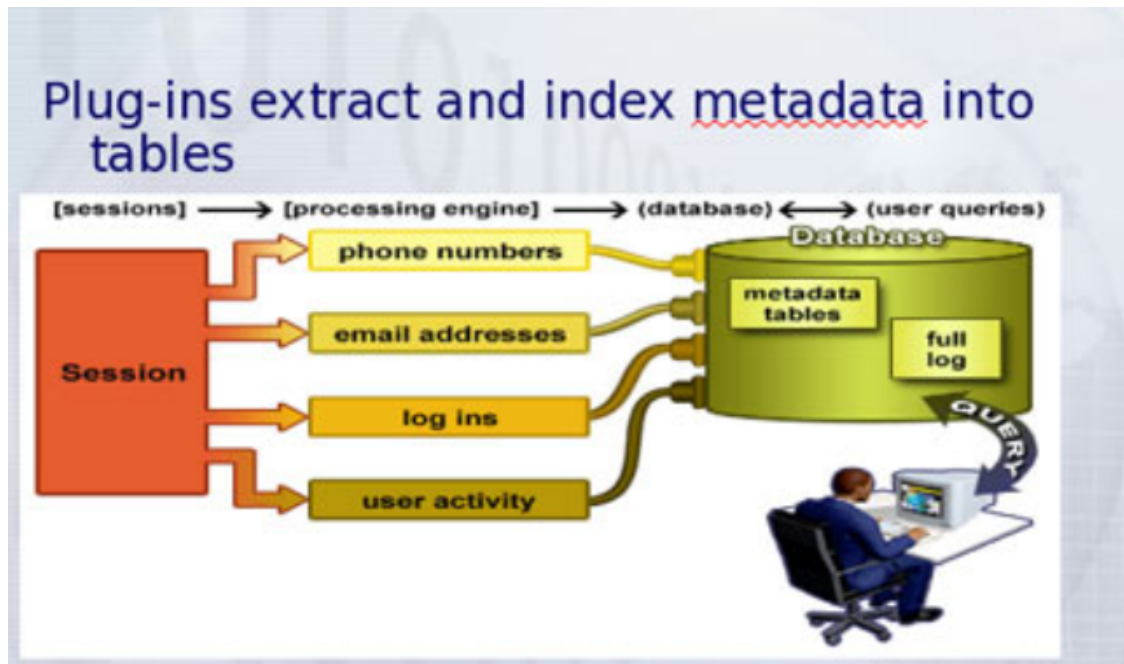 Plug-ins extract and index metadata into
tables
[sessions] → [processing engine] → (database) ↔ (user queries)
Database
phone numbers
metadata
tables
email addresses
full
log
Session
log ins
QUERY
user activity